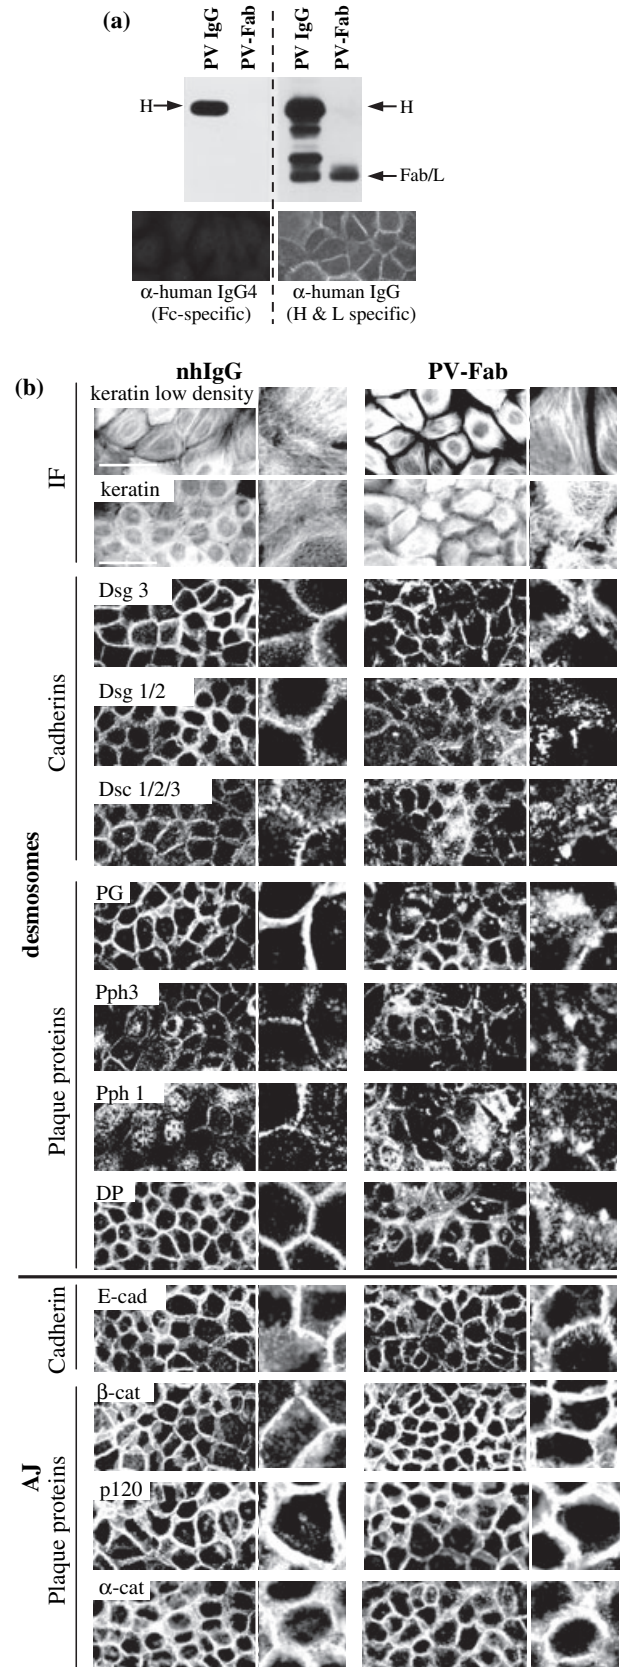 (a)
PV IgG PV-Fab PV IgG PV-Fab
H H
Fab/L
α-human IgG4 α-human IgG
(Fc-specific) (H & L specific)
nhIgG PV-Fab
(b)
keratin low density
IF
keratin
Dsg 3
Dsg 1/2
Cadherins
Dsc 1/2/3
desmosomes
PG
Pph3
Plaque proteins
Pph 1
DP
E-cad
Cadherin
β-cat
AJ
p120
Plaque proteins
α-cat